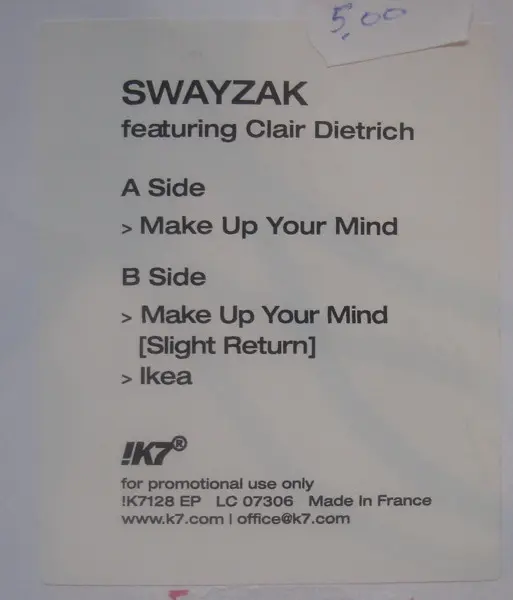 5,00
SWAYZAK
featuring Clair Dietrich
A Side
> Make Up Your Mind
B Side
> Make Up Your Mind
[Slight Return]
> Ikea
!K7®
for promotional use only
!K7128 EP LC 07306 Made in France
www.k7.com | office@k7.com